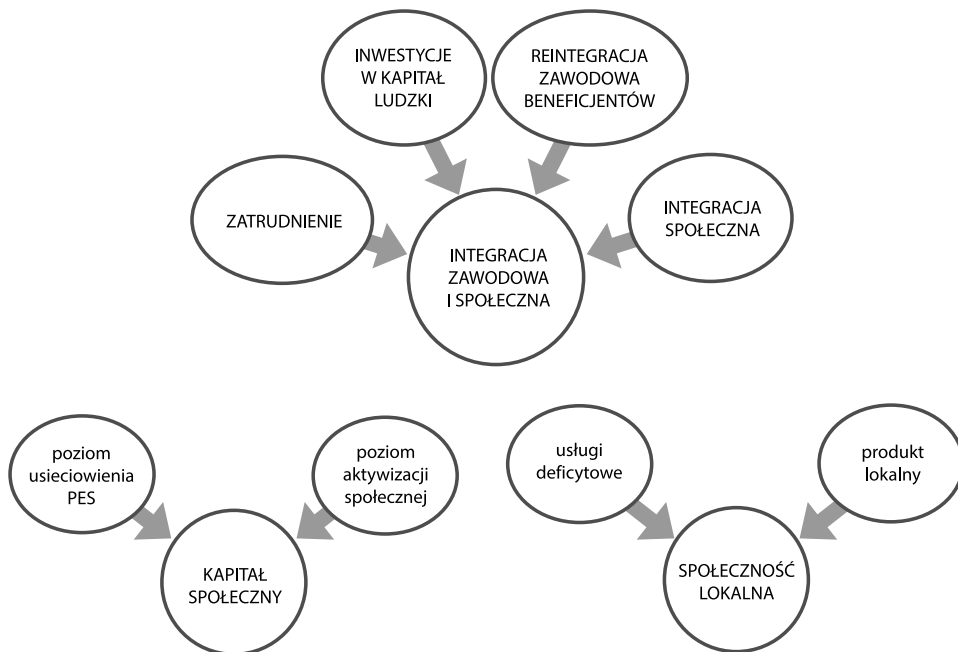 INWESTYCJE
W KAPITAŁ
LUDZKI
REINTEGRACJA
ZAWODOWA
BENEFICJENTÓW
ZATRUDNIENIE
INTEGRACJA
SPOŁECZNA
INTEGRACJA
ZAWODOWA
I SPOŁECZNA
poziom
usieciowienia
PES
poziom
aktywizacji
społecznej
usługi
deficytowe
produkt
lokalny
KAPITAŁ
SPOŁECZNY
SPOŁECZNOŚĆ
LOKALNA